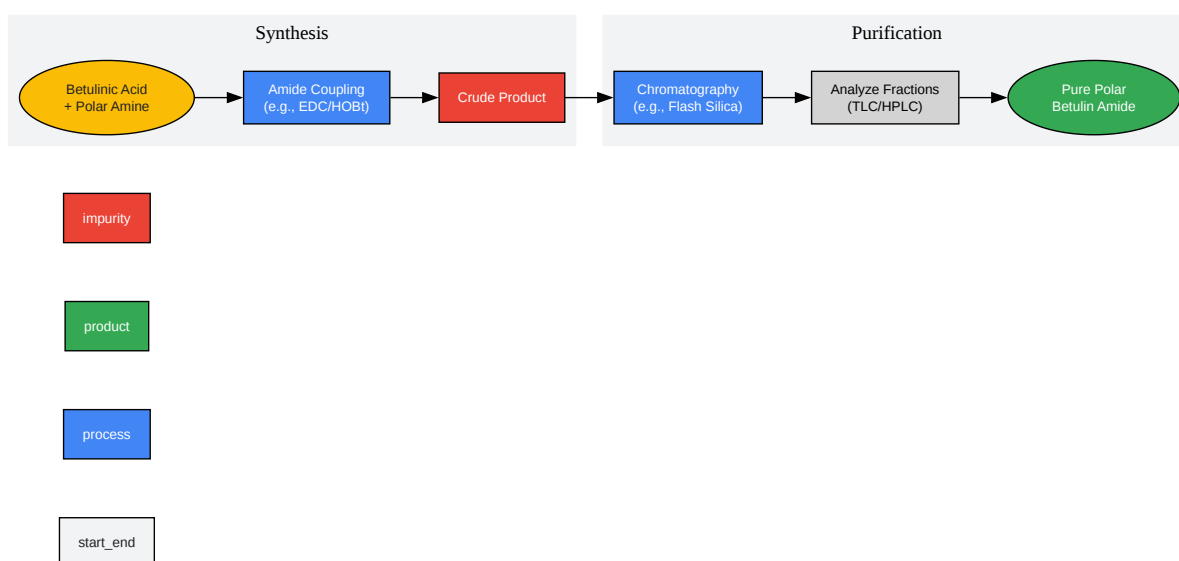 Synthesis
Purification
Betulinic Acid
+ Polar Amine
Amide Coupling
(e.g., EDC/HOBt)
Crude Product
Chromatography
(e.g., Flash Silica)
Analyze Fractions
(TLC/HPLC)
Pure Polar
Betulin Amide
impurity
product
process
start_end